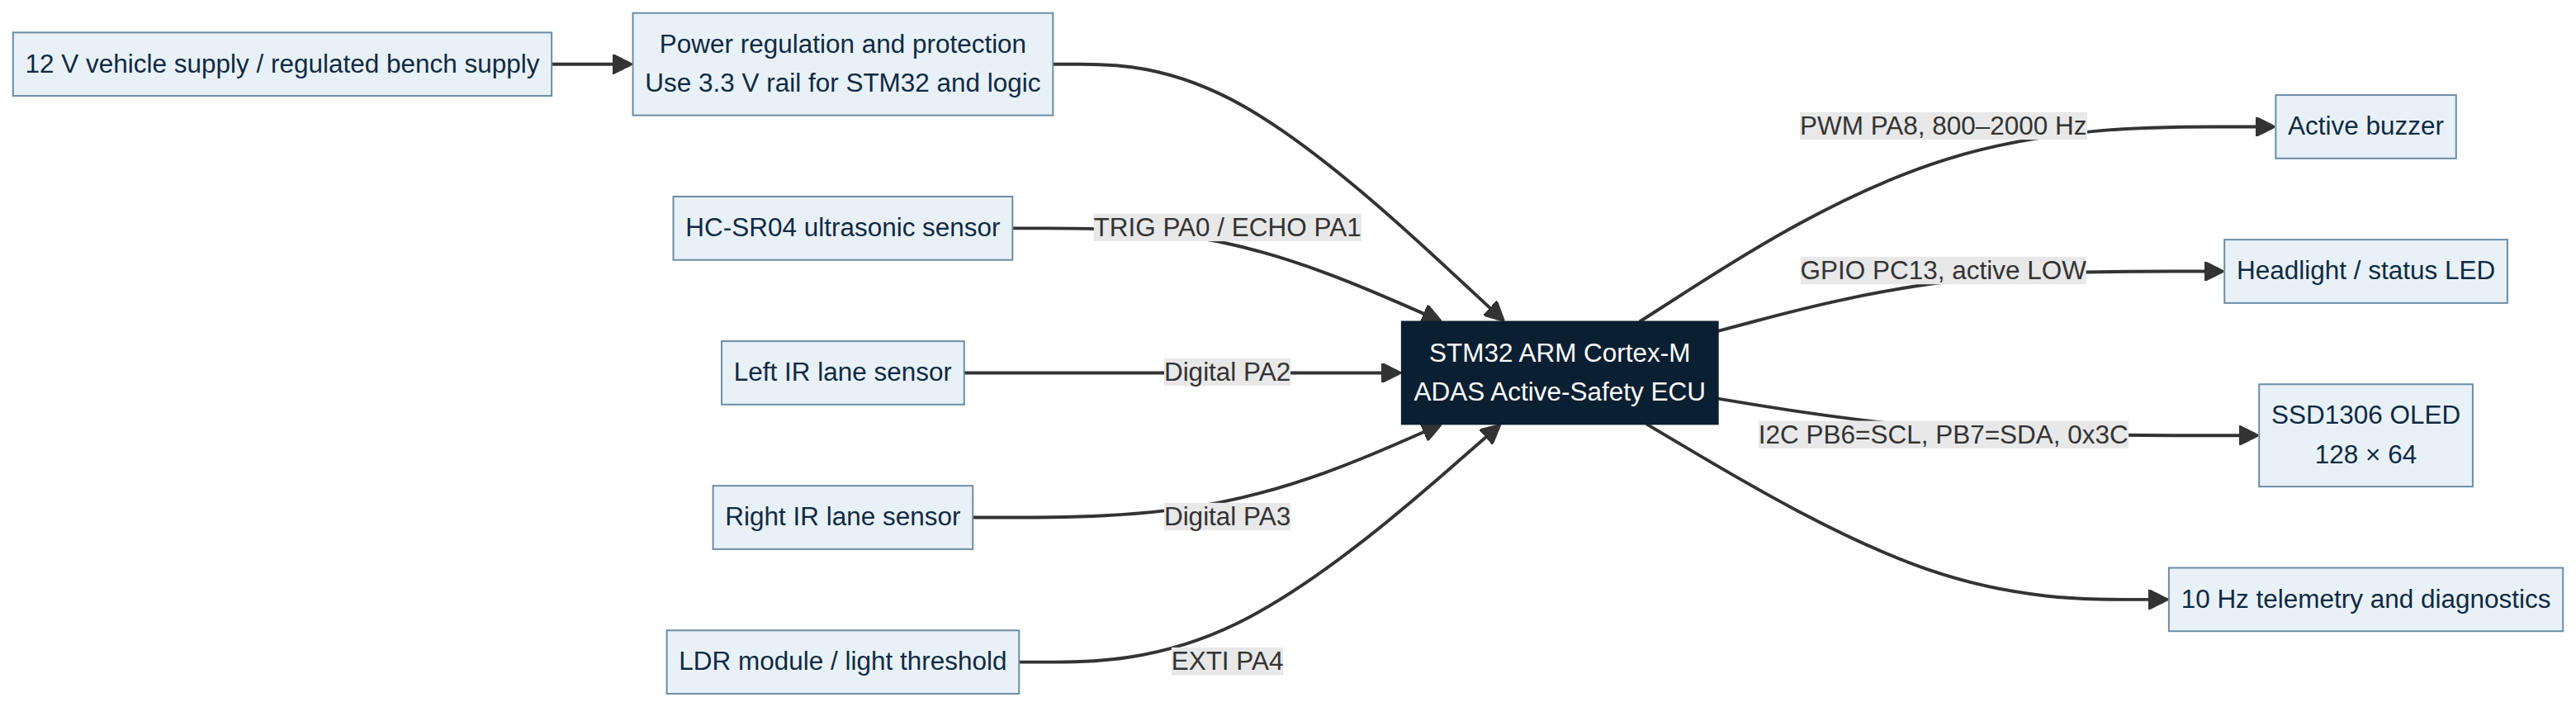 12 V vehicle supply / regulated bench supply
Power regulation and protection
Use 3.3 V rail for STM32 and logic
HC-SR04 ultrasonic sensor
TRIG PA0 / ECHO PA1
Left IR lane sensor
Digital PA2
Right IR lane sensor
Digital PA3
LDR module / light threshold
EXTI PA4
STM32 ARM Cortex-M
ADAS Active-Safety ECU
PWM PA8, 800–2000 Hz
Active buzzer
GPIO PC13, active LOW
Headlight / status LED
I2C PB6=SCL, PB7=SDA, 0x3C
SSD1306 OLED
128 × 64
10 Hz telemetry and diagnostics